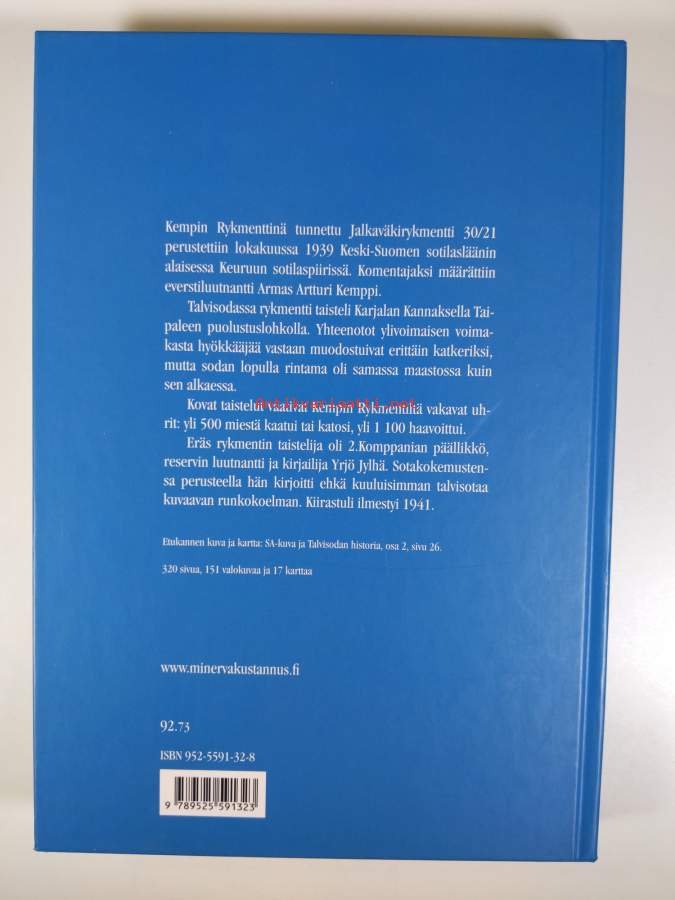 Kempin Rykmenttinä tunnettu Jalkaväkirykmentti 30/21
perustettiin lokakuussa 1939 Keski-Suomen sotilasläänin
alaisessa Keuruun sotilaspiirissä. Komentajaksi määrättiin
everstiluutnantti Armas Artturi Kemppi.
Talvisodassa rykmentti taisteli Karjalan Kannaksella Tai-
paleen puolustuslohkolla. Yhteenotot ylivoimaisen voima-
kasta hyökkääjää vastaan muodostuivat erittäin katkeriksi,
mutta sodan lopulla rintama oli samassa maastossa kuin
sen alkaessa.
Antikvariaatti.net
Kovat taistelut vaativat Kempin Rykmentiltä vakavat uh-
rit: yli 500 miestä kaatui tai katosi, yli 1 100 haavoittui.
Eräs rykmentin taistelija oli 2.Komppanian päällikkö,
reservin luutnantti ja kirjailija Yrjö Jylhä. Sotakokemusten-
sa perusteella hän kirjoitti ehkä kuuluisimman talvisotaa
kuvaavan runkokoelman. Kiirastuli ilmestyi 1941.
Etukannen kuva ja kartta: SA-kuva ja Talvisodan historia, osa 2, sivu 26.
320 sivua, 151 valokuvaa ja 17 karttaa
www.minervakustannus.fi
92.73
ISBN 952-5591-32-8
9 789525 591323